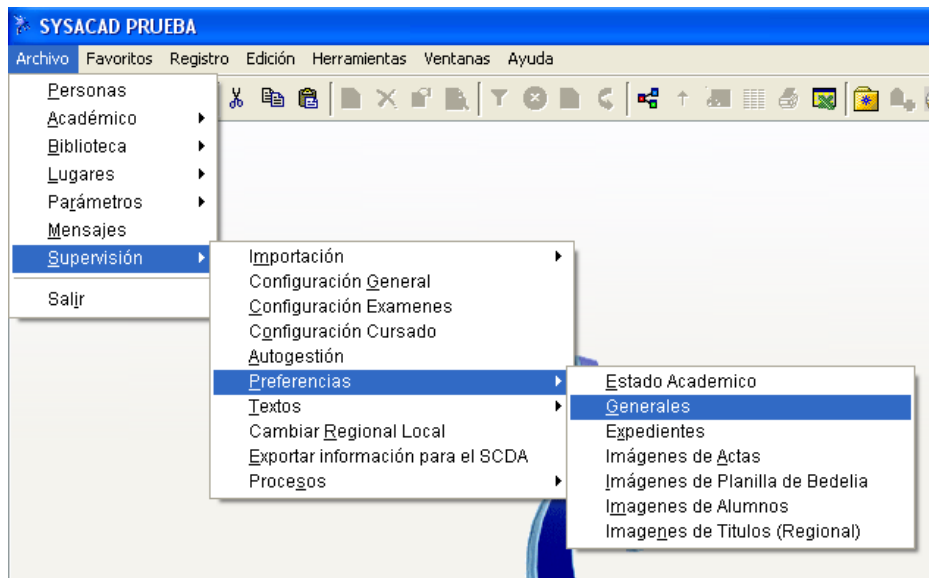 SYSACAD PRUEBA
Archivo Favoritos Registro Edición Herramientas Ventanas Ayuda
Personas
Académico
Biblioteca
Lugares
Parámetros
Mensajes
Supervisión
Salir
Importación
Configuración General
Configuración Examenes
Configuración Cursado
Autogestión
Preferencias
Textos
Cambiar Regional Local
Exportar información para el SCDA
Procesos
Estado Academico
Generales
Expedientes
Imágenes de Actas
Imágenes de Planilla de Bedelia
Imagenes de Alumnos
Imagenes de Titulos (Regional)